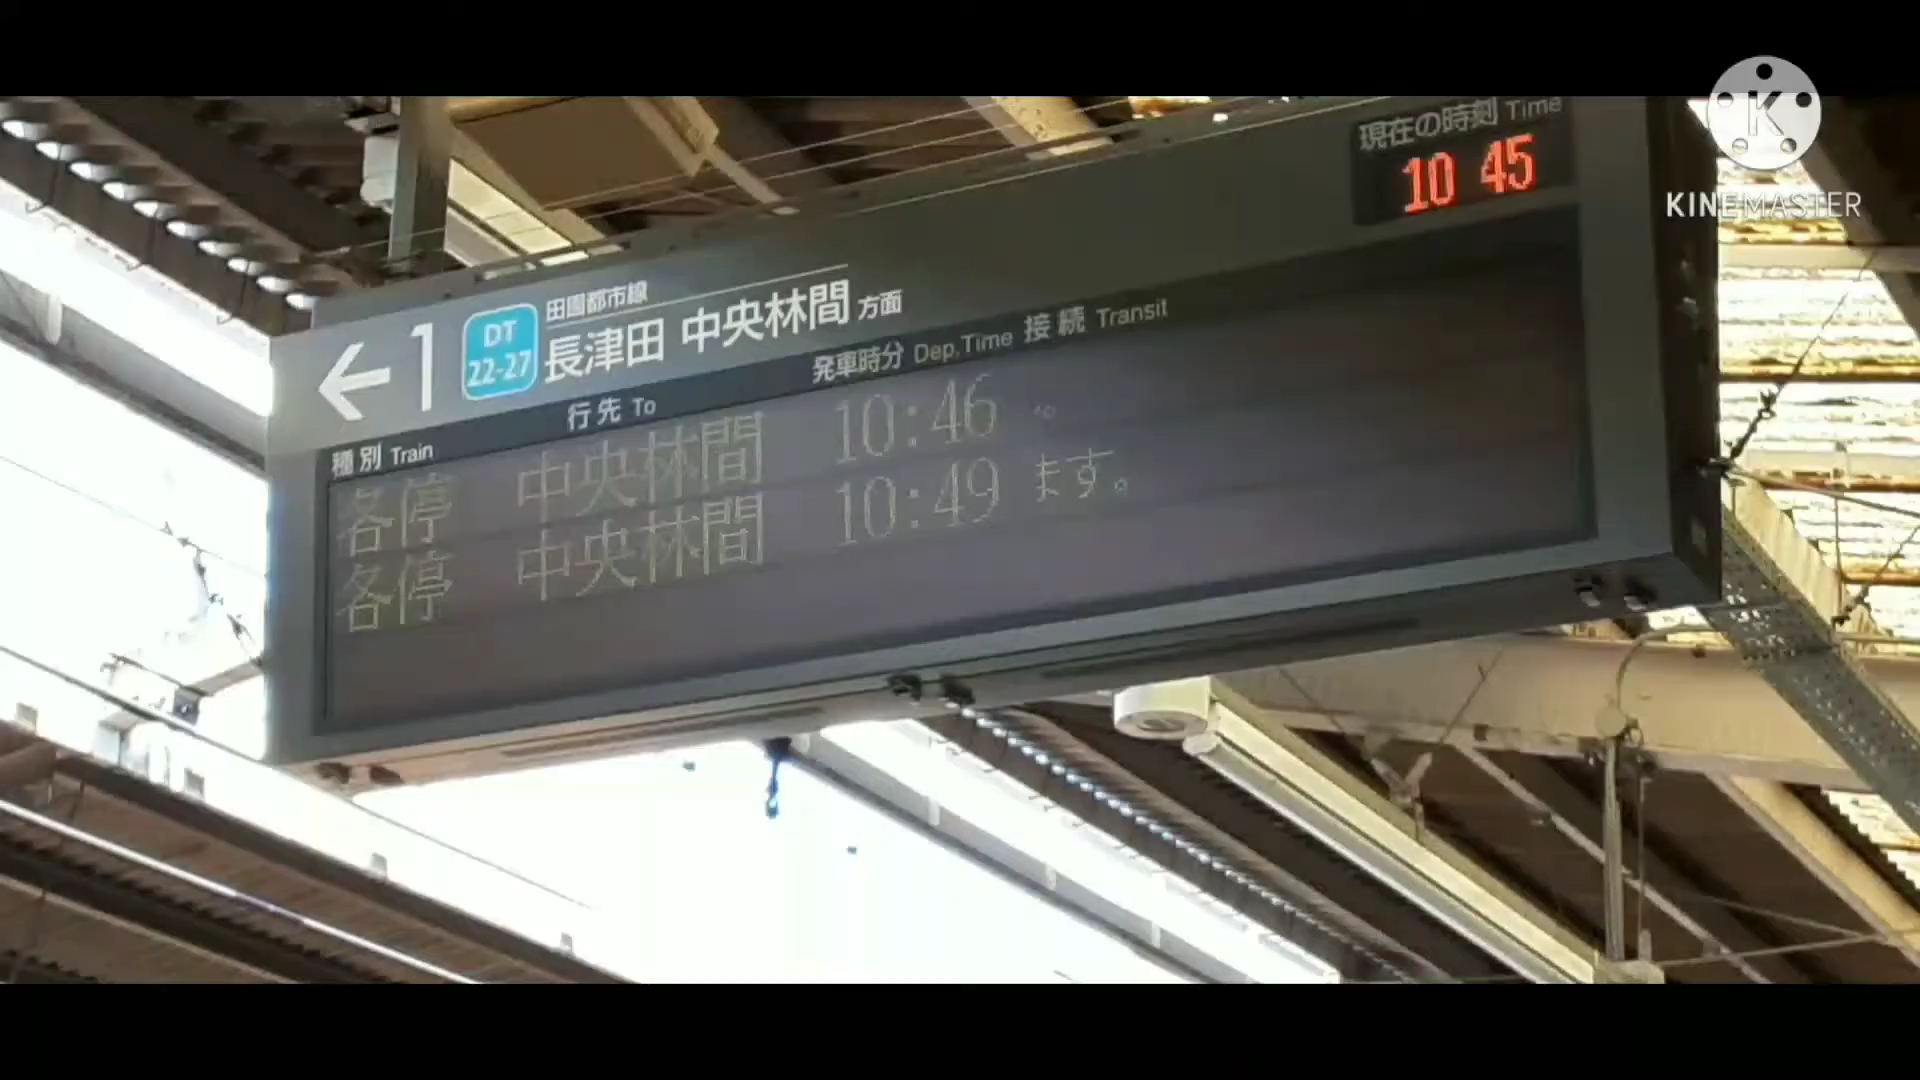 現在の時刻 Time
10 45
K
KINEMASTER
← 1 DT 22-27 田園都市線
長津田 中央林間 方面
種別 Train 行先 To 発車時分 Dep.Time 接続 Transit
各停 中央林間 10:46 。
各停 中央林間 10:49 ます。